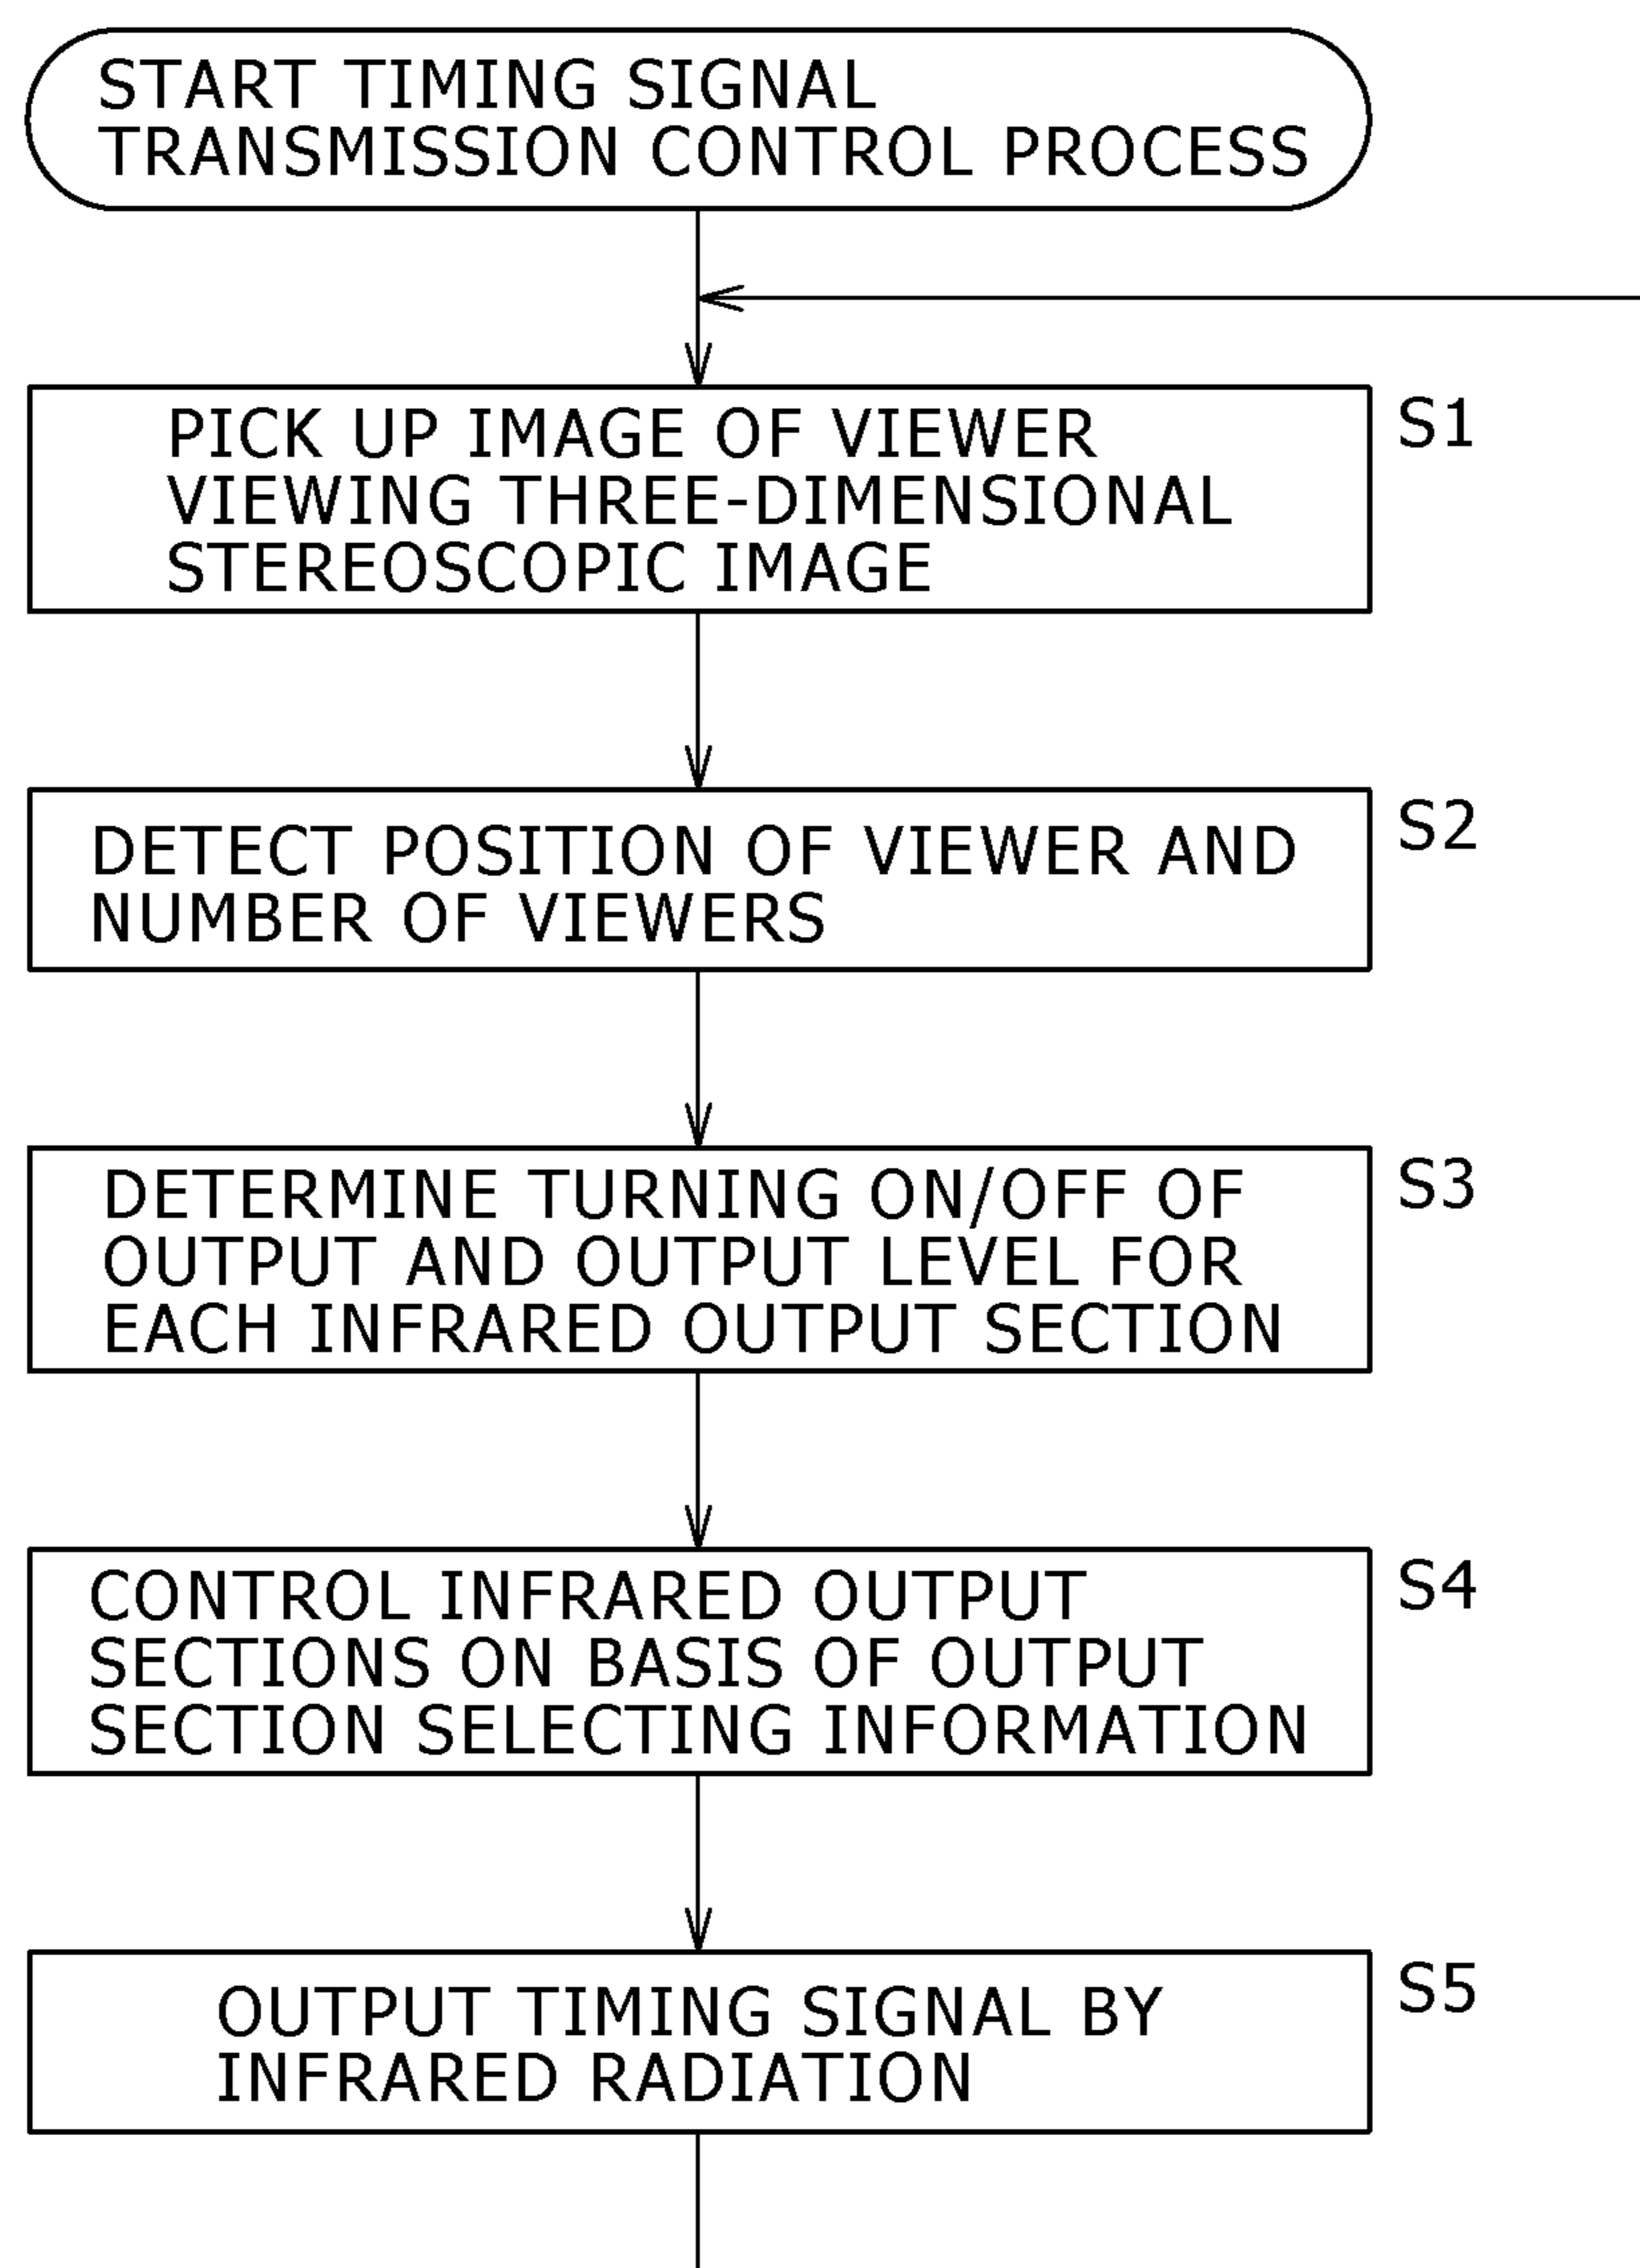 START TIMING SIGNAL
TRANSMISSION CONTROL PROCESS
PICK UP IMAGE OF VIEWER
VIEWING THREE-DIMENSIONAL
STEREOSCOPIC IMAGE
S1
DETECT POSITION OF VIEWER AND
NUMBER OF VIEWERS
S2
DETERMINE TURNING ON/OFF OF
OUTPUT AND OUTPUT LEVEL FOR
EACH INFRARED OUTPUT SECTION
S3
CONTROL INFRARED OUTPUT
SECTIONS ON BASIS OF OUTPUT
SECTION SELECTING INFORMATION
S4
OUTPUT TIMING SIGNAL BY
INFRARED RADIATION
S5